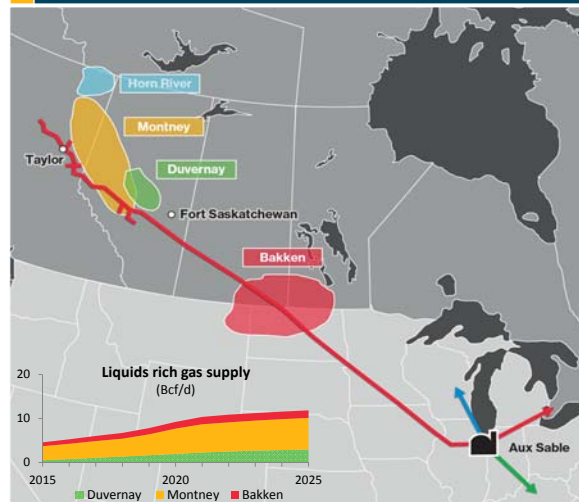 Horn River
Montney
Taylor
Duvernay
Fort Saskatchewan
Bakken
Liquids rich gas supply
(Bcf/d)
20
10
0
2015 2020 2025
Duvernay Montney Bakken
Aux Sable